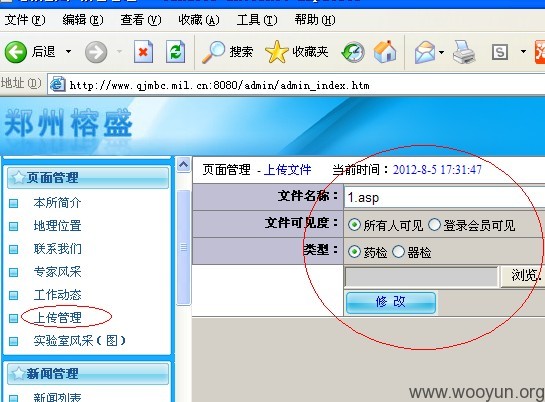 文件(F) 编辑(E) 查看(V) 收藏(A) 工具(T) 帮助(H)
后退 搜索 收藏夹
地址(D) http://www.qjmbc.mil.cn:8080/admin/admin_index.htm
郑州榕盛
页面管理 - 上传文件 当前时间：2012-8-5 17:31:47
页面管理
本所简介
地理位置
联系我们
专家风采
工作动态
上传管理
实验室风采（图）
新闻管理
新闻列表
文件名称： 1.asp
文件可见度： 所有人可见 登录会员可见
类型： 药检 器检
浏览.
修 改
www.wooyun.org